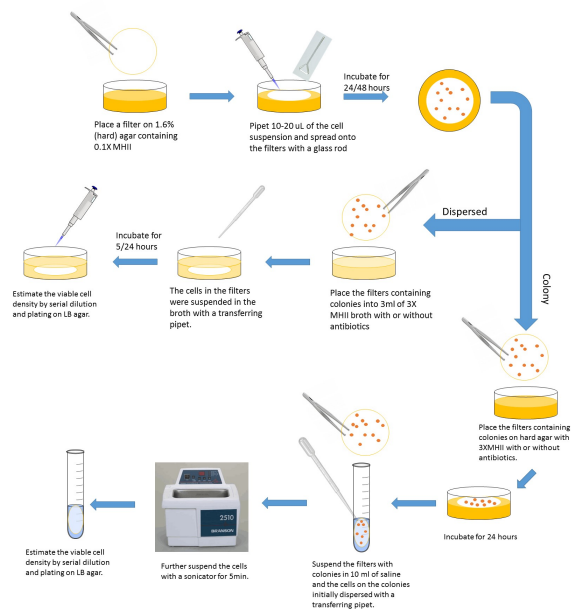 Place a filter on 1.6%
(hard) agar containing
0.1X MHII
Pipet 10-20 uL of the cell
suspension and spread onto
the filters with a glass rod
Incubate for
24/48 hours
Dispersed
Colony
Place the filters containing
colonies into 3ml of 3X
MHII broth with or without
antibiotics
The cells in the filters
were suspended in the
broth with a transferring
pipet.
Incubate for
5/24 hours
Estimate the viable cell
density by serial dilution
and plating on LB agar.
Place the filters containing
colonies on hard agar with
3XMHII with or without
antibiotics.
Incubate for 24 hours
Suspend the filters with
colonies in 10 ml of saline
and the cells on the colonies
initially dispersed with a
transferring pipet.
2510
BRANSON
Further suspend the cells
with a sonicator for 5min.
Estimate the viable cell
density by serial dilution
and plating on LB agar.